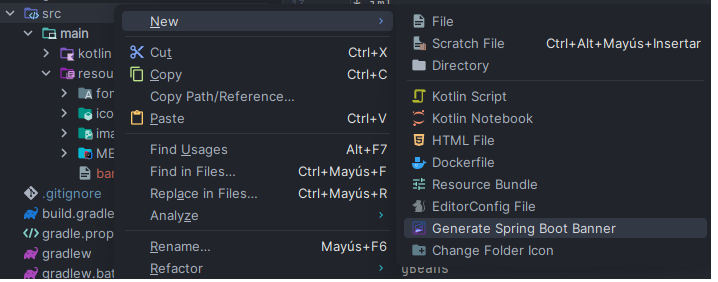 src
main
kotlin
resou
fon
ico
ima
ME
ban
.gitignore
build.gradle
gradle.prop
gradlew
gradlew.bat
New
Cut Ctrl+X
Copy Ctrl+C
Copy Path/Reference...
Paste Ctrl+V
Find Usages Alt+F7
Find in Files... Ctrl+Mayús+F
Replace in Files... Ctrl+Mayús+R
Analyze
Rename... Mayús+F6
Refactor
File
Scratch File Ctrl+Alt+Mayús+Insertar
Directory
Kotlin Script
Kotlin Notebook
HTML File
Dockerfile
Resource Bundle
EditorConfig File
Generate Spring Boot Banner
Change Folder Icon